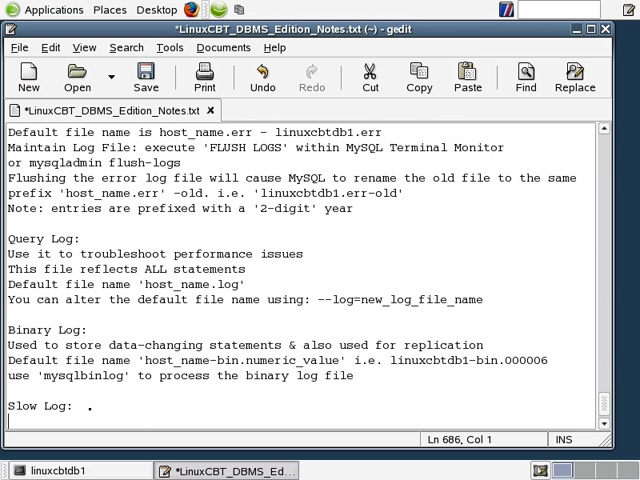 Applications Places Desktop
*LinuxCBT_DBMS_Edition_Notes.txt (~) - gedit
File Edit View Search Tools Documents Help
New Open Save Print Undo Redo Cut Copy Paste Find Replace
*LinuxCBT_DBMS_Edition_Notes.txt x
Default file name is host_name.err - linuxcbtdb1.err
Maintain Log File: execute 'FLUSH LOGS' within MySQL Terminal Monitor
or mysqladmin flush-logs
Flushing the error log file will cause MySQL to rename the old file to the same
prefix 'host_name.err' -old. i.e. 'linuxcbtdb1.err-old'
Note: entries are prefixed with a '2-digit' year
Query Log:
Use it to troubleshoot performance issues
This file reflects ALL statements
Default file name 'host_name.log'
You can alter the default file name using: --log=new_log_file_name
Binary Log:
Used to store data-changing statements & also used for replication
Default file name 'host_name-bin.numeric_value' i.e. linuxcbtdb1-bin.000006
use 'mysqlbinlog' to process the binary log file
Slow Log:
Ln 686, Col 1 INS
linuxcbtdb1 *LinuxCBT_DBMS_Ed...